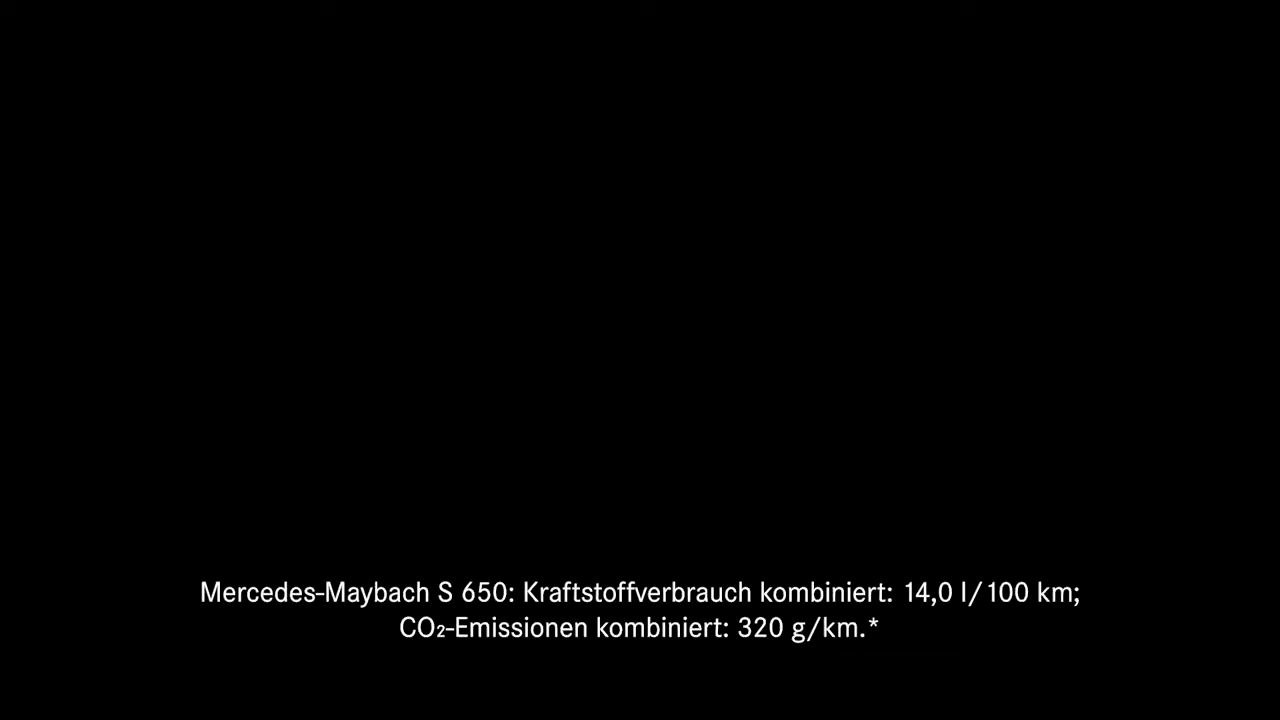 Mercedes-Maybach S 650: Kraftstoffverbrauch kombiniert: 14,0 l/100 km;
CO₂-Emissionen kombiniert: 320 g/km.*